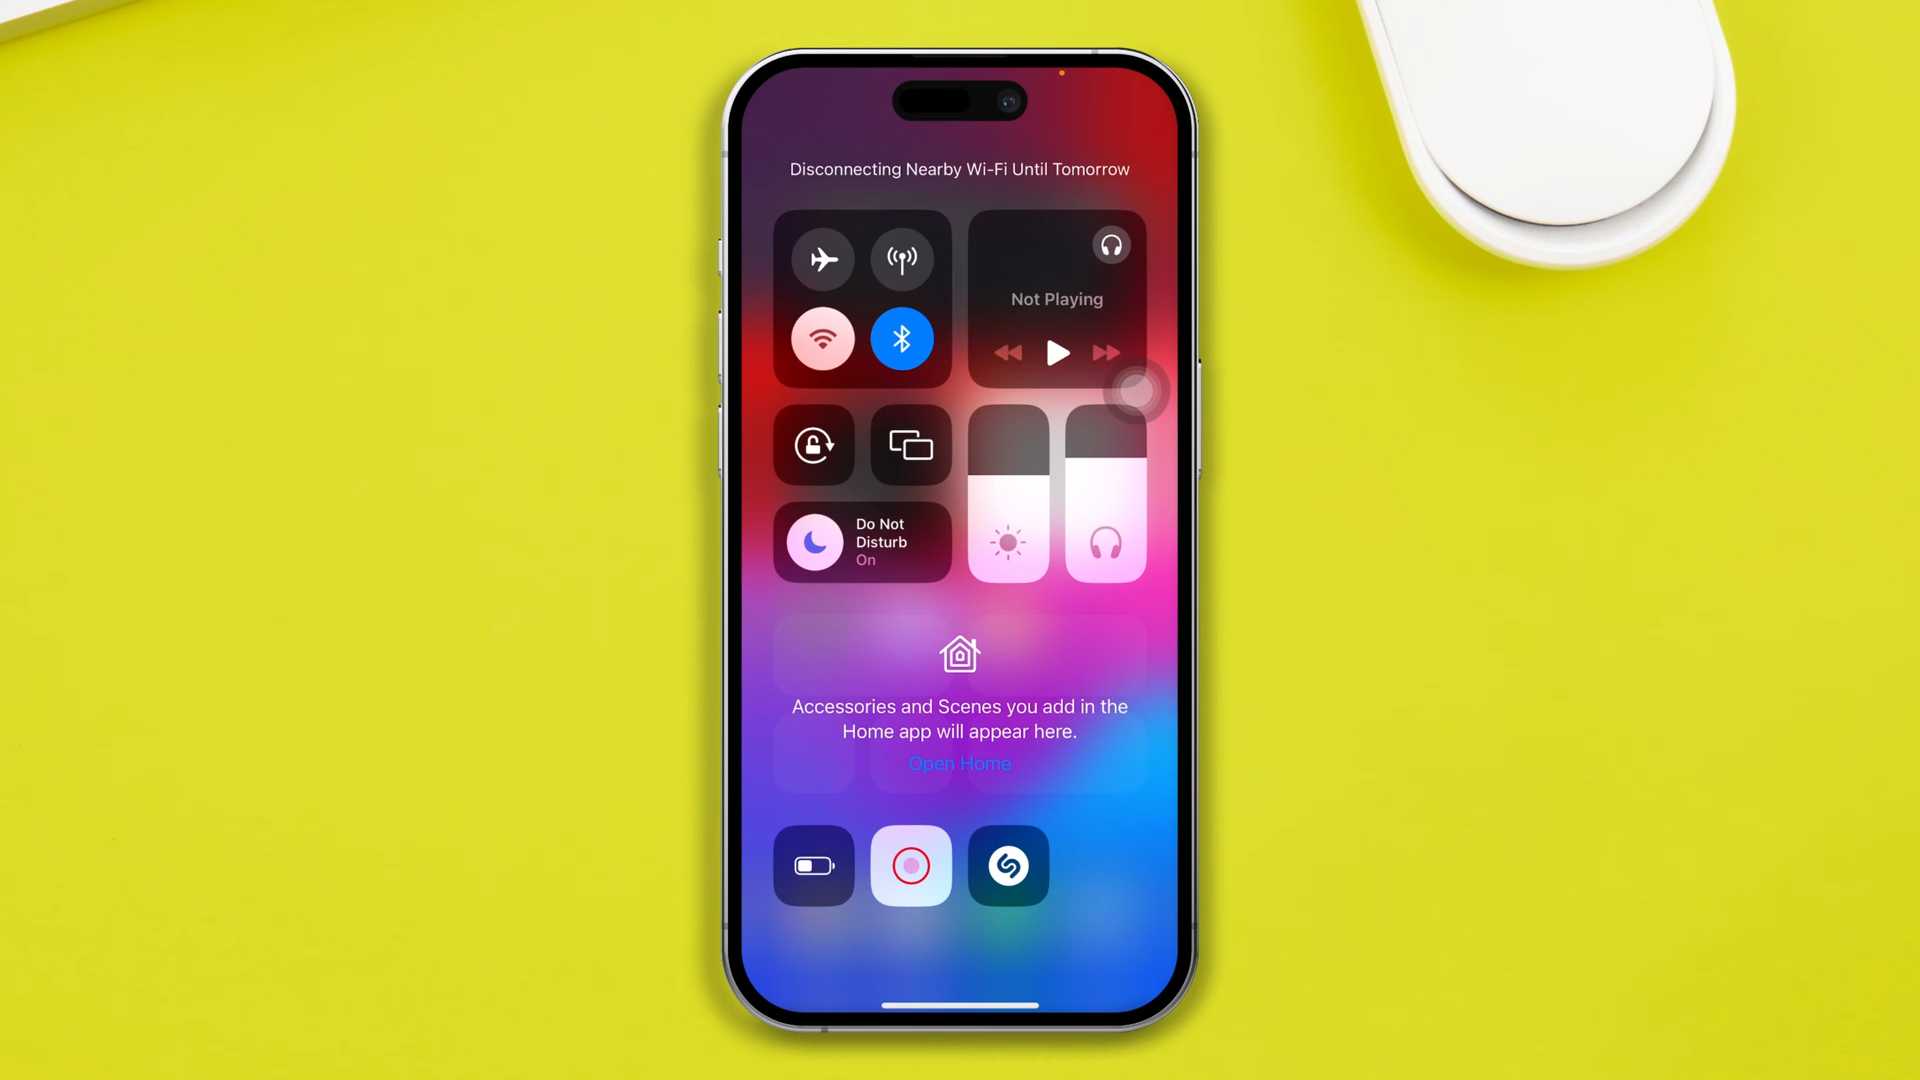 Disconnecting Nearby Wi-Fi Until Tomorrow
Not Playing
Do Not
Disturb
On
Accessories and Scenes you add in the
Home app will appear here.
Open Home